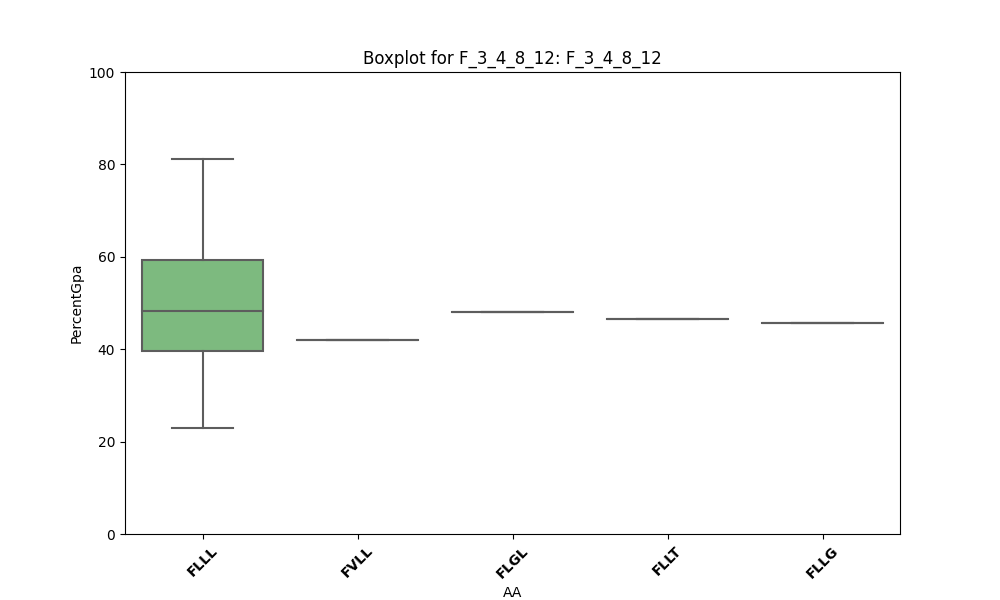 Boxplot for F_3_4_8_12: F_3_4_8_12
100
80
60
40
20
0
PercentGpa
FLLL
FVLL
FLGL
FLLT
FLLG
AA